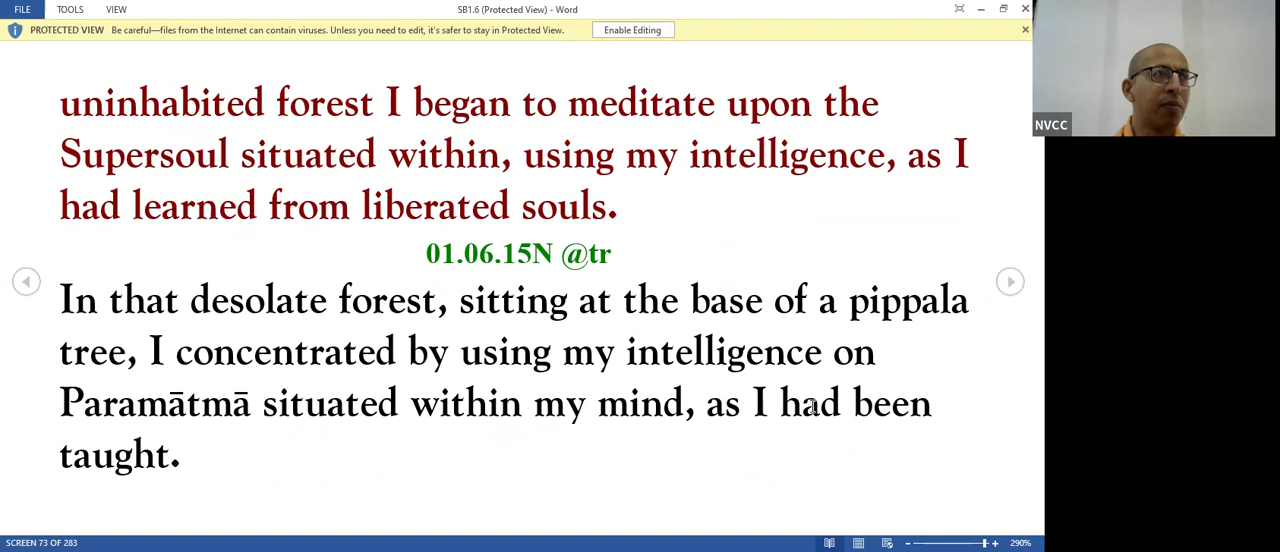 FILE TOOLS VIEW SB1.6 (Protected View) - Word
PROTECTED VIEW Be careful—files from the Internet can contain viruses. Unless you need to edit, it's safer to stay in Protected View. Enable Editing
uninhabited forest I began to meditate upon the
Supersoul situated within, using my intelligence, as I
had learned from liberated souls.
01.06.15N @tr
In that desolate forest, sitting at the base of a pippala
tree, I concentrated by using my intelligence on
Paramātmā situated within my mind, as I had been
taught.
NVCC
SCREEN 73 OF 283 290%